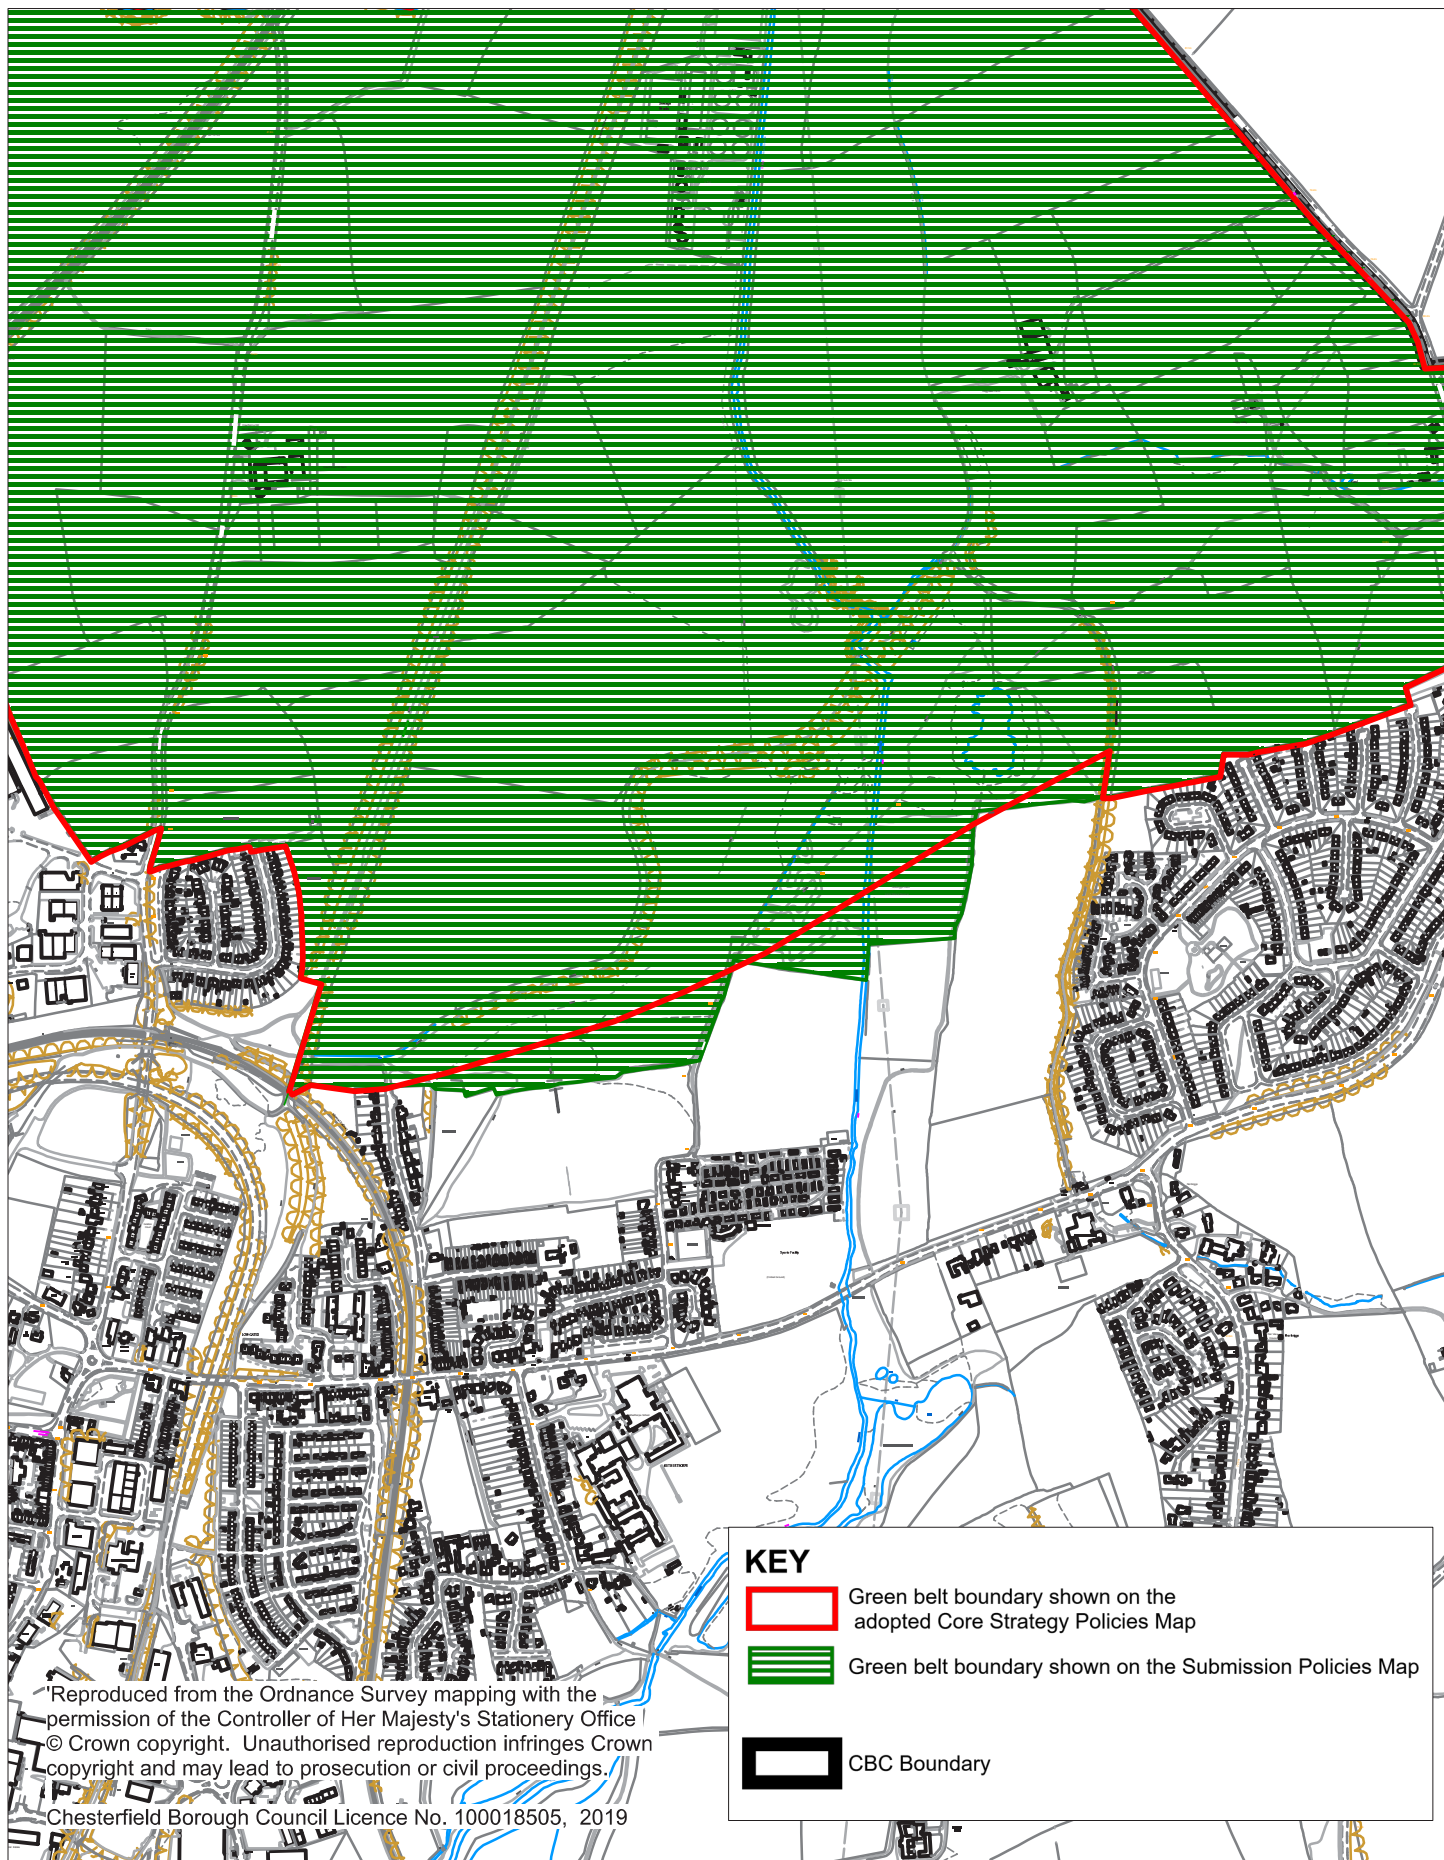 KEY
Green belt boundary shown on the
adopted Core Strategy Policies Map
Green belt boundary shown on the Submission Policies Map
CBC Boundary
'Reproduced from the Ordnance Survey mapping with the
permission of the Controller of Her Majesty's Stationery Office
© Crown copyright. Unauthorised reproduction infringes Crown
copyright and may lead to prosecution or civil proceedings.
Chesterfield Borough Council Licence No. 100018505, 2019